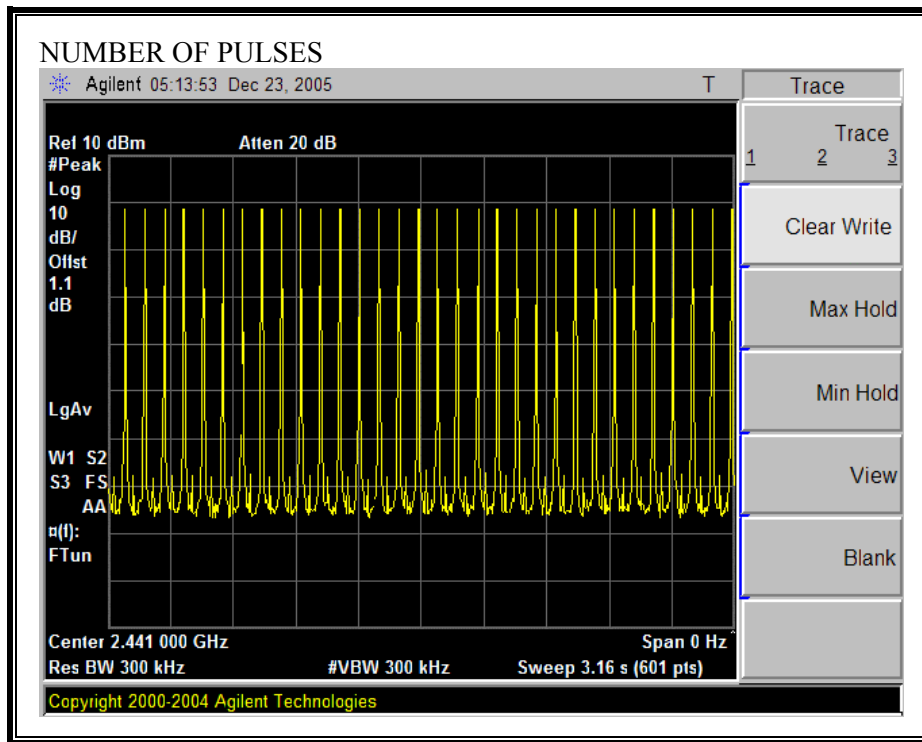 NUMBER OF PULSES
Agilent 05:13:53 Dec 23, 2005 T
Trace
Ref 10 dBm Atten 20 dB
#Peak
Log
10
dB/
Offst
1.1
dB
LgAv
W1 S2
S3 FS
AA
¤(f):
FTun
Center 2.441 000 GHz Span 0 Hz^
Res BW 300 kHz #VBW 300 kHz Sweep 3.16 s (601 pts)
Copyright 2000-2004 Agilent Technologies
Trace
1 2 3
Clear Write
Max Hold
Min Hold
View
Blank